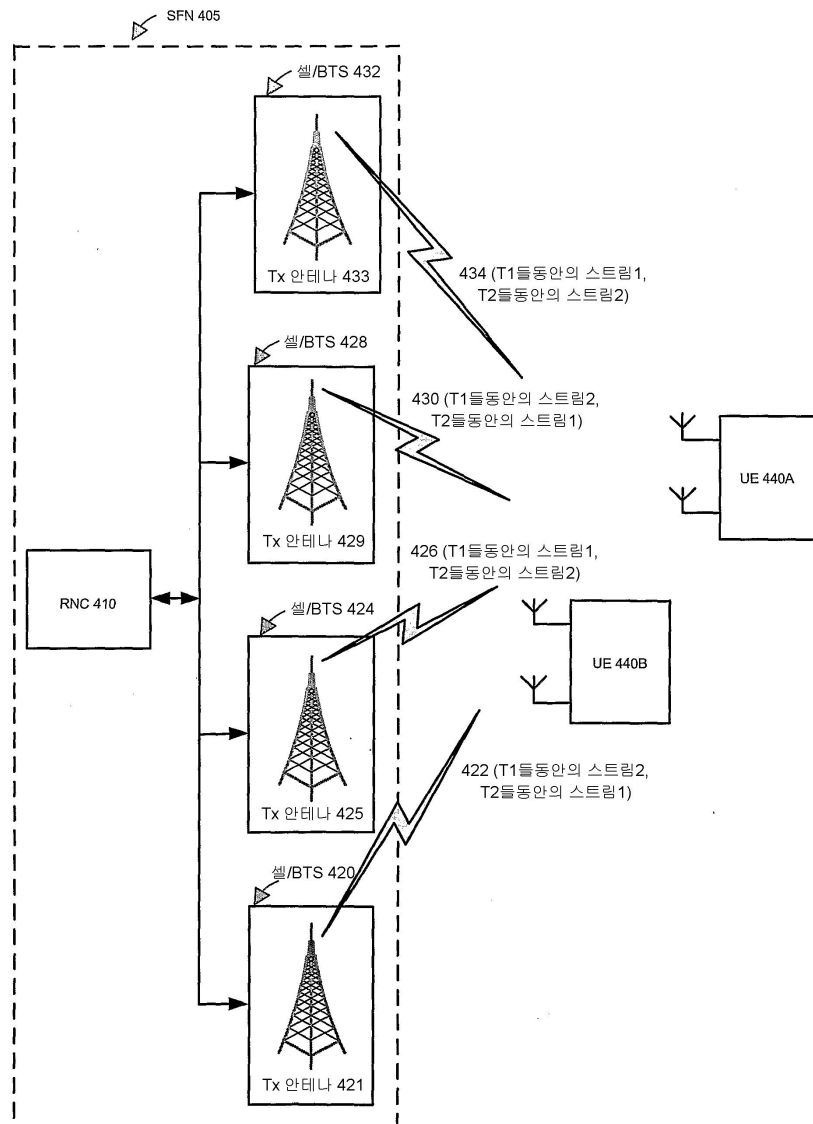 SFN 405
셀/BTS 432
Tx 안테나 433
434 (T1들동안의 스트림1,
T2들동안의 스트림2)
셀/BTS 428
430 (T1들동안의 스트림2,
T2들동안의 스트림1)
UE 440A
Tx 안테나 429
426 (T1들동안의 스트림1,
T2들동안의 스트림2)
RNC 410
셀/BTS 424
UE 440B
Tx 안테나 425
422 (T1들동안의 스트림2,
T2들동안의 스트림1)
셀/BTS 420
Tx 안테나 421